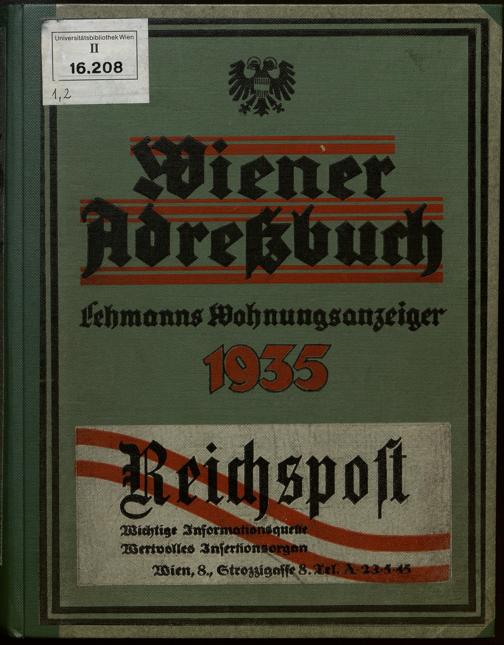 Universitätsbibliothek Wien
II
16.208
1,2
Wiener
Adreßbuch
Lehmanns Wohnungsanzeiger
1935
Reichspost
Wichtige Informationsquelle
Wertvolles Insertionsorgan
Wien, 8., Strozzigasse 8. Tel. A-23-5-45